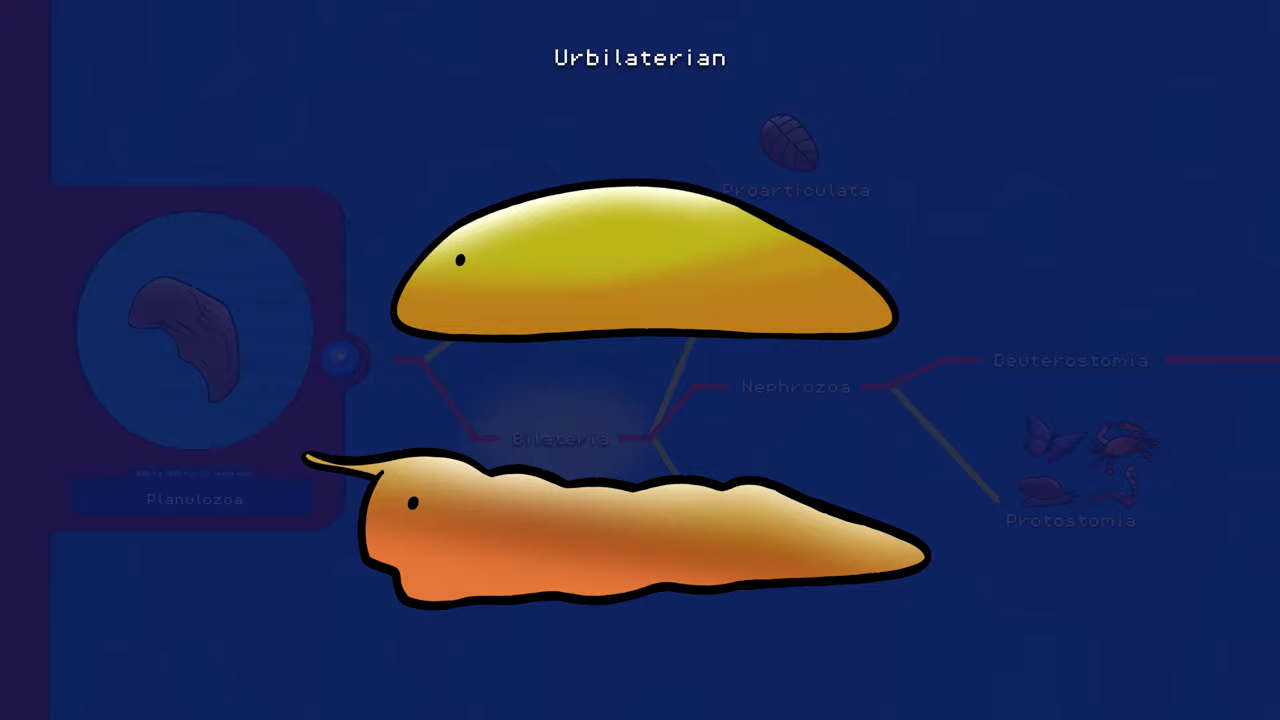 Urbilaterian
Proarticulata
Deuterostomia
Nephrozoa
Bilateria
Planulozoa
Protostomia